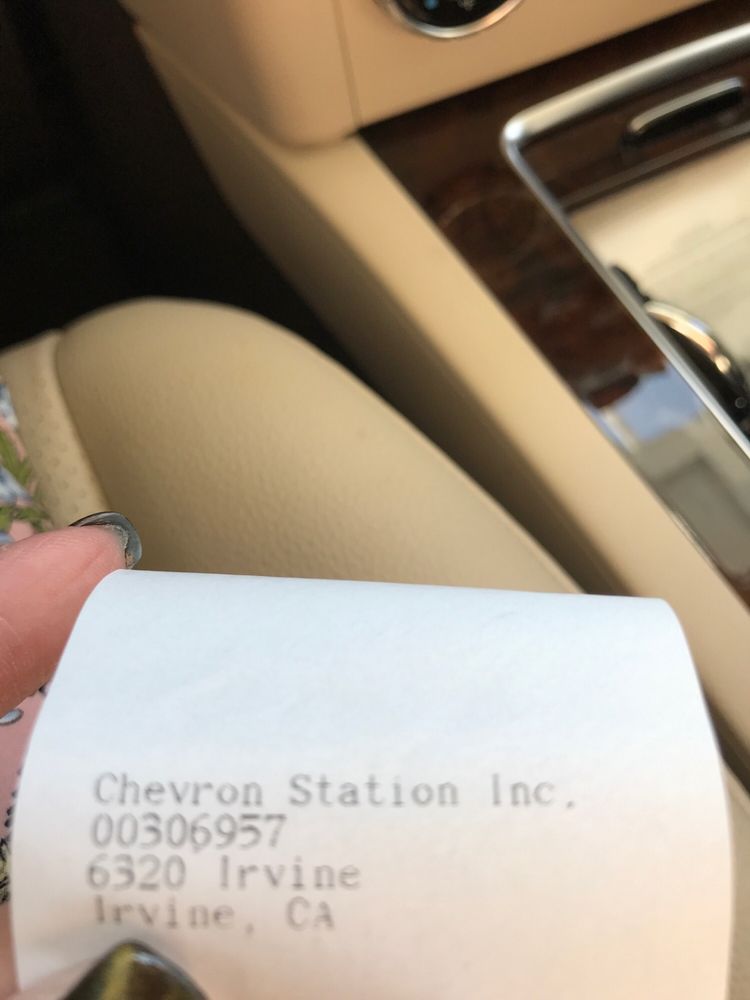 Chevron Station Inc.
00306957
6320 Irvine
Irvine, CA